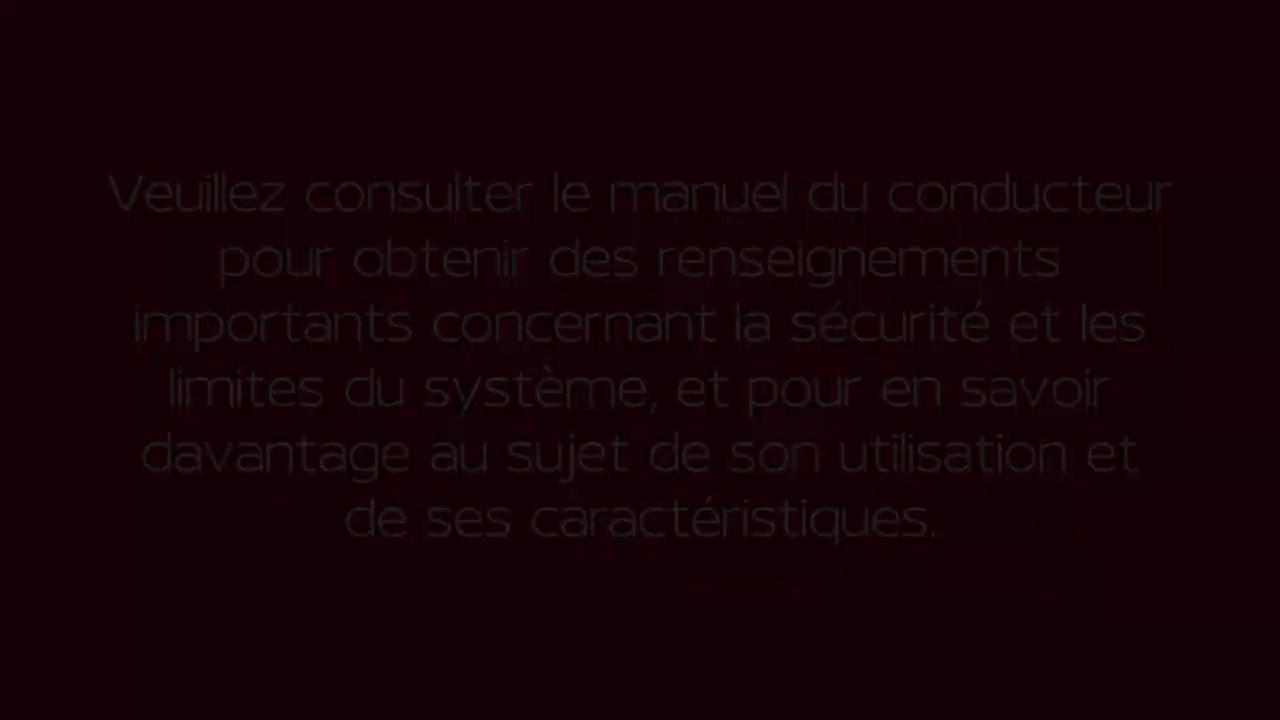 Veuillez consulter le manuel du conducteur
pour obtenir des renseignements
importants concernant la sécurité et les
limites du système, et pour en savoir
davantage au sujet de son utilisation et
de ses caractéristiques.